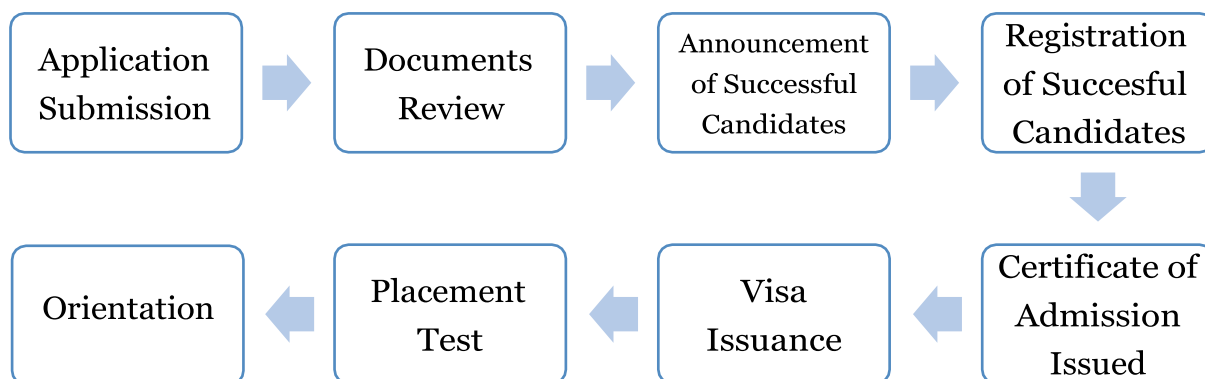 Application
Submission
Documents
Review
Announcement
of Successful
Candidates
Registration
of Succesful
Candidates
Certificate of
Admission
Issued
Visa
Issuance
Placement
Test
Orientation